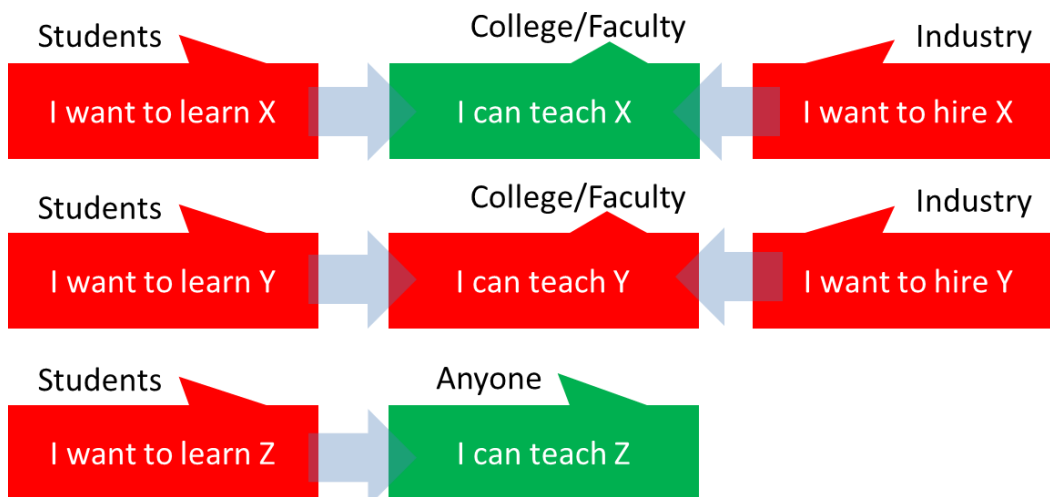 Students
College/Faculty
Industry
I want to learn X
I can teach X
I want to hire X
Students
College/Faculty
Industry
I want to learn Y
I can teach Y
I want to hire Y
Students
Anyone
I want to learn Z
I can teach Z